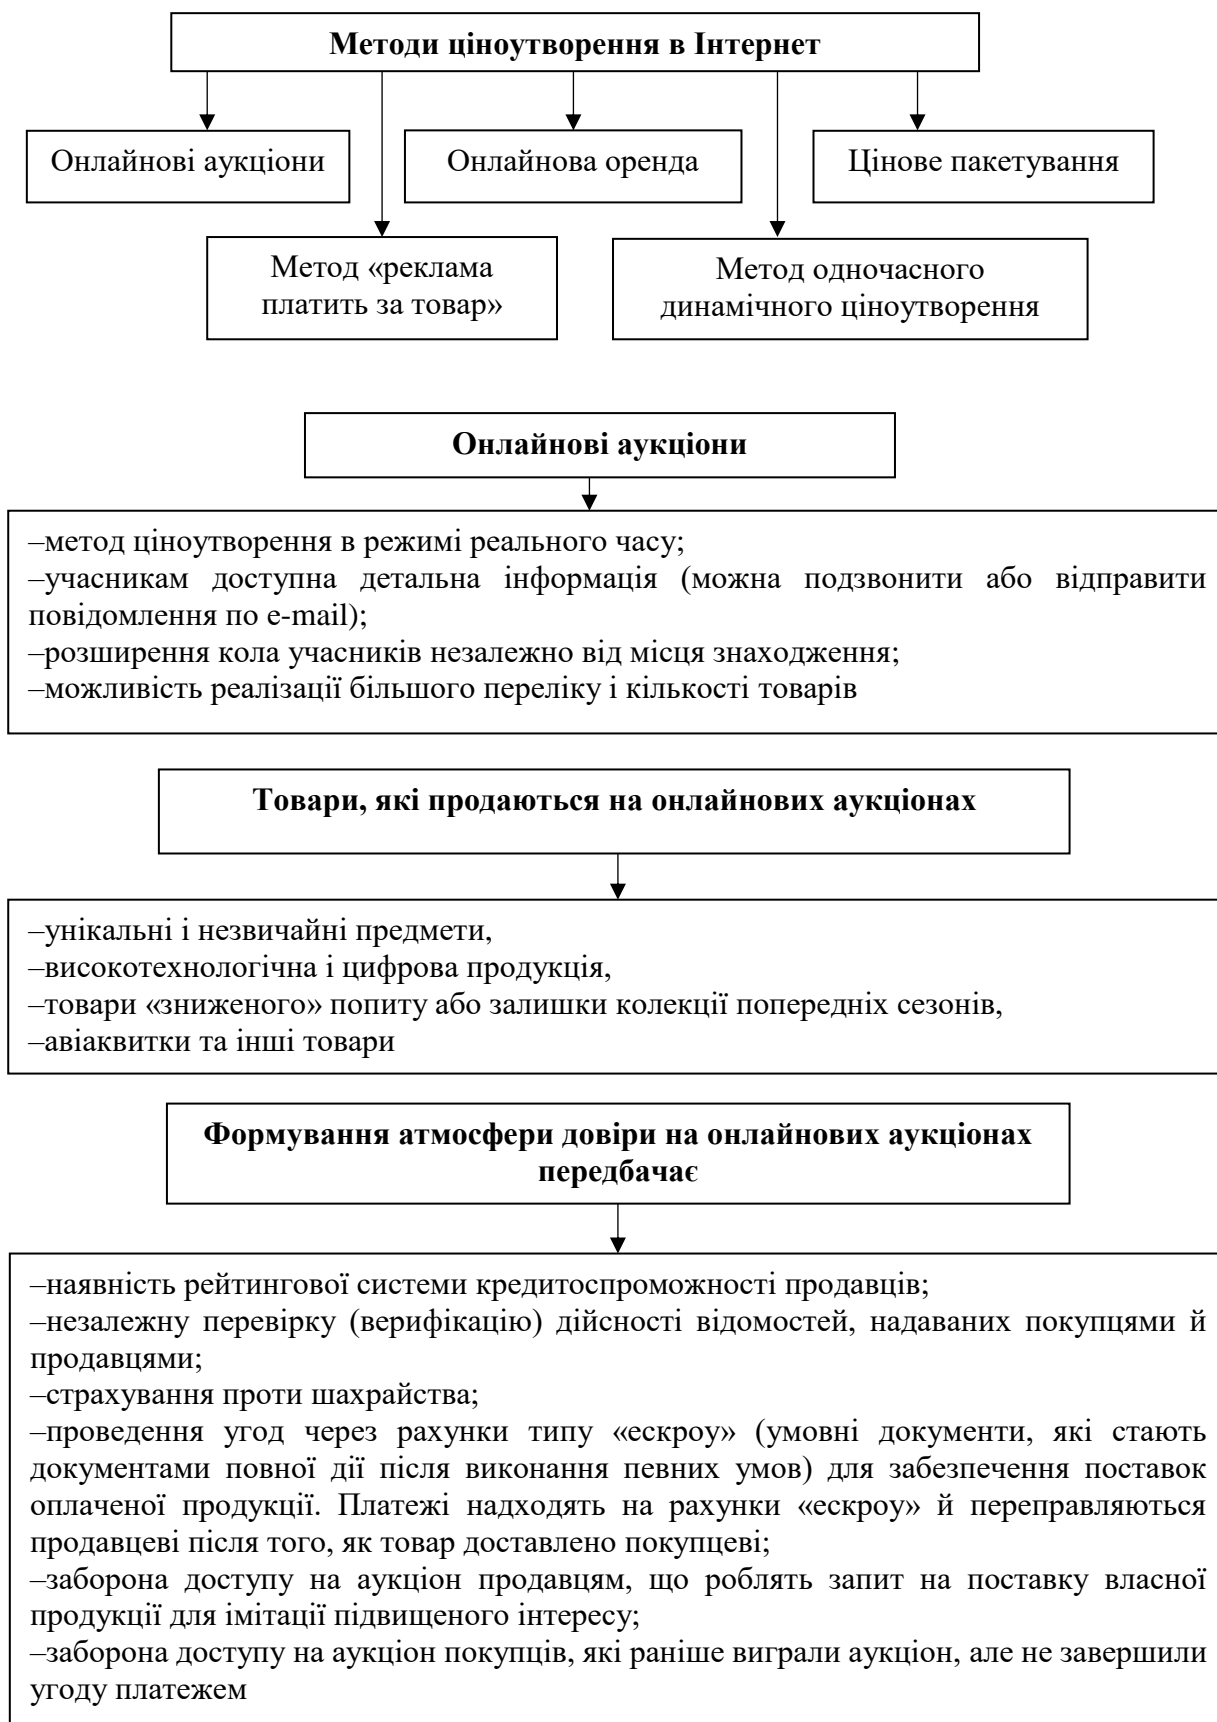 Методи ціноутворення в Інтернет
Онлайнові аукціони
Онлайнова оренда
Цінове пакетування
Метод «реклама
платить за товар»
Метод одночасного
динамічного ціноутворення
Онлайнові аукціони
–метод ціноутворення в режимі реального часу;
–учасникам доступна детальна інформація (можна подзвонити або відправити
повідомлення по e-mail);
–розширення кола учасників незалежно від місця знаходження;
–можливість реалізації більшого переліку і кількості товарів
Товари, які продаються на онлайнових аукціонах
–унікальні і незвичайні предмети,
–високотехнологічна і цифрова продукція,
–товари «зниженого» попиту або залишки колекції попередніх сезонів,
–авіаквитки та інші товари
Формування атмосфери довіри на онлайнових аукціонах
передбачає
–наявність рейтингової системи кредитоспроможності продавців;
–незалежну перевірку (верифікацію) дійсності відомостей, надаваних покупцями й
продавцями;
–страхування проти шахрайства;
–проведення угод через рахунки типу «ескроу» (умовні документи, які стають
документами повної дії після виконання певних умов) для забезпечення поставок
оплаченої продукції. Платежі надходять на рахунки «ескроу» й переправляються
продавцеві після того, як товар доставлено покупцеві;
–заборона доступу на аукціон продавцям, що роблять запит на поставку власної
продукції для імітації підвищеного інтересу;
–заборона доступу на аукціон покупців, які раніше виграли аукціон, але не завершили
угоду платежем